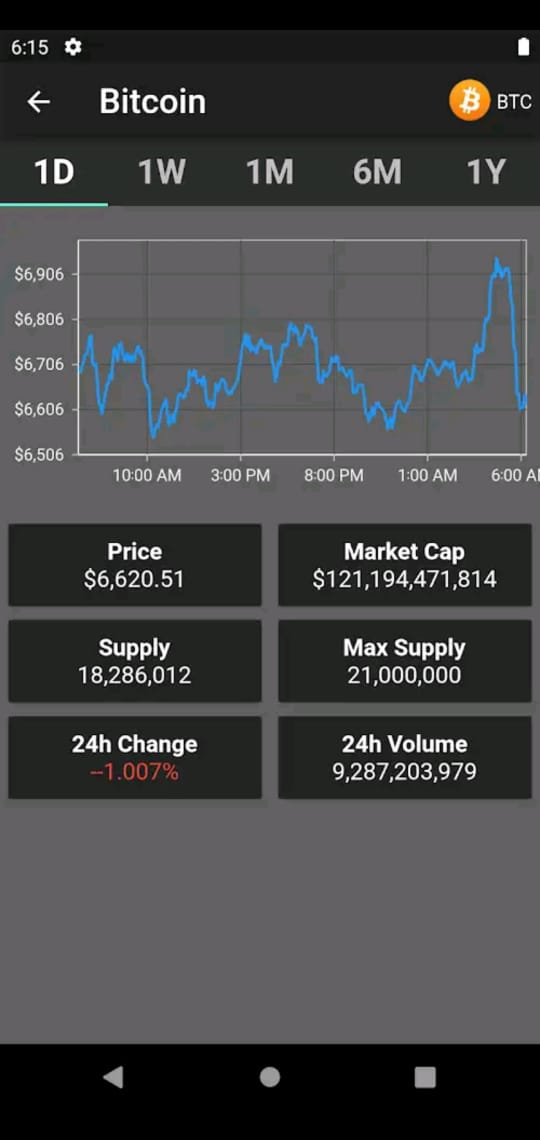 6:15
Bitcoin
BTC
1D 1W 1M 6M 1Y
$6,906
$6,806
$6,706
$6,606
$6,506
10:00 AM 3:00 PM 8:00 PM 1:00 AM 6:00 A
Price
$6,620.51
Market Cap
$121,194,471,814
Supply
18,286,012
Max Supply
21,000,000
24h Change
--1.007%
24h Volume
9,287,203,979